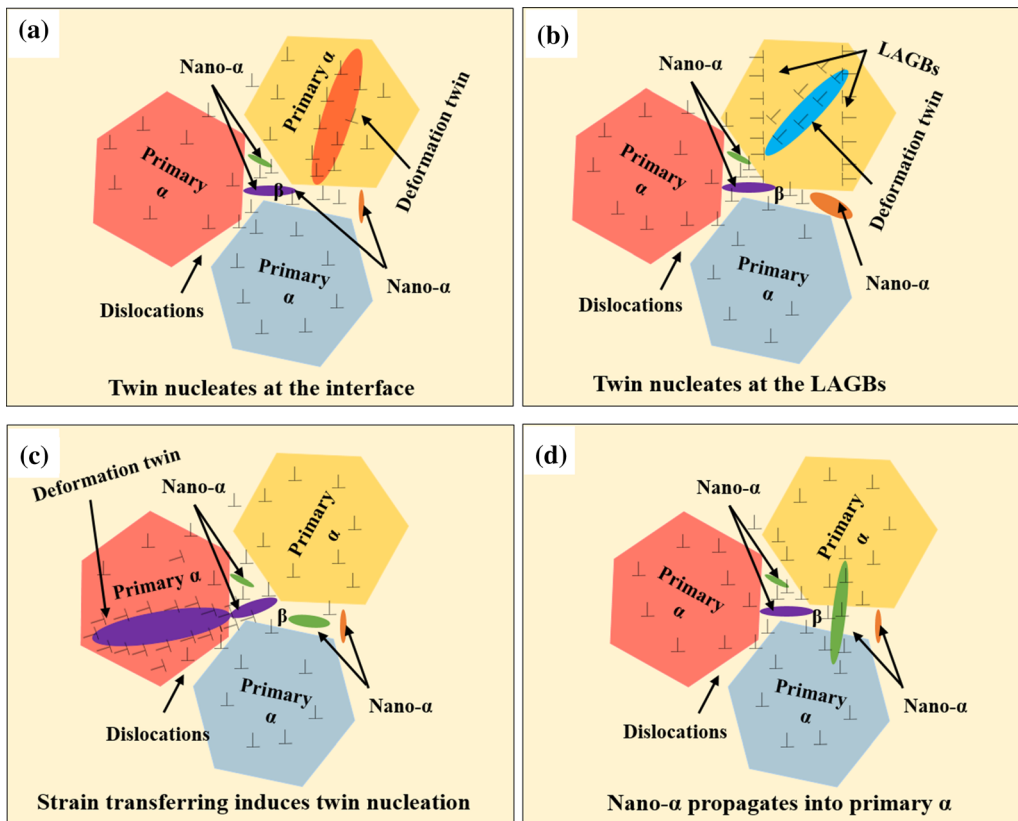 (a)
Nano-α
Primary α
Primary
α
β
Deformation twin
Primary
α
Nano-α
Dislocations
Twin nucleates at the interface
(b)
LAGBs
Nano-α
Primary
α
β
Deformation twin
Primary
α
Nano-α
Dislocations
Twin nucleates at the LAGBs
(c)
Deformation twin
Nano-α
Primary
α
Primary α
β
Primary
α
Nano-α
Dislocations
Strain transferring induces twin nucleation
(d)
Nano-α
Primary
α
Primary
α
β
Primary
α
Nano-α
Dislocations
Nano-α propagates into primary α